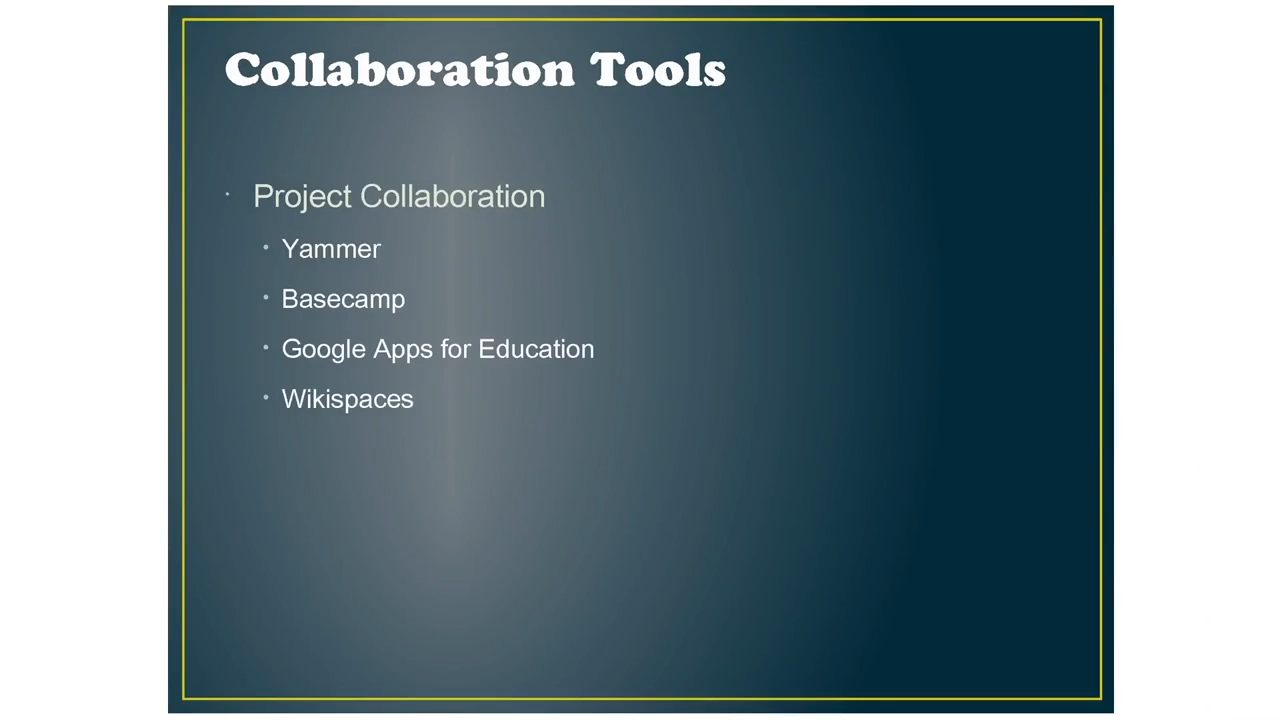 Collaboration Tools
· Project Collaboration
• Yammer
• Basecamp
• Google Apps for Education
• Wikispaces